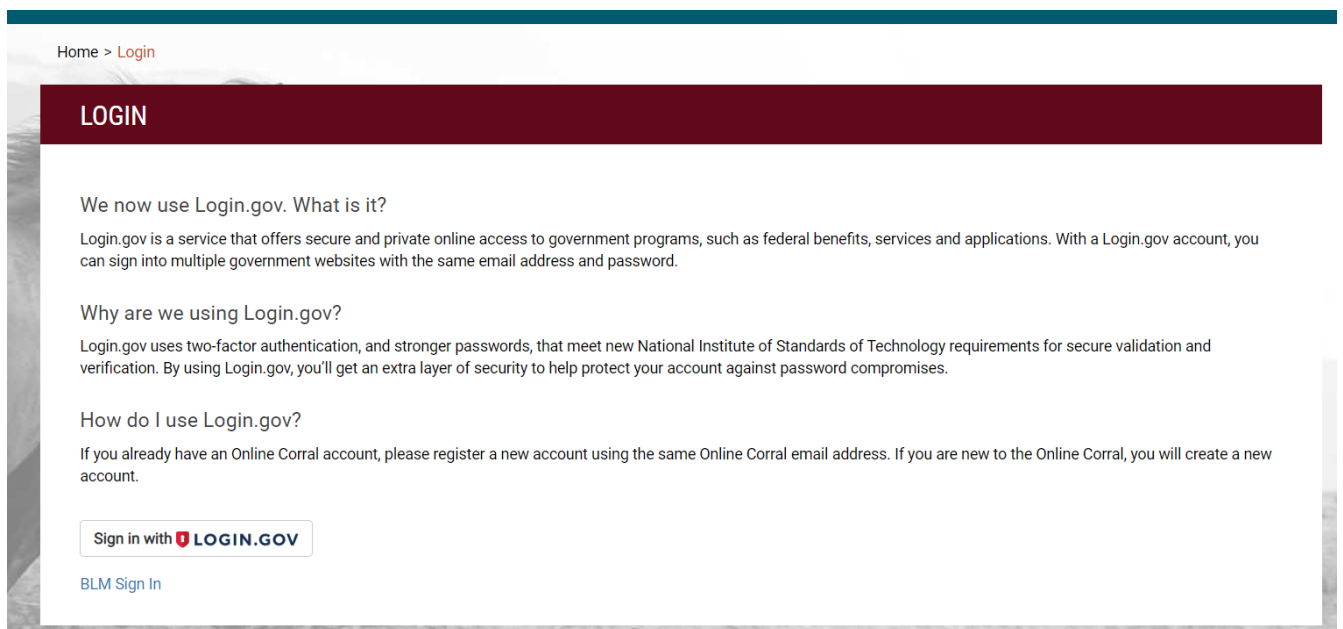 Home > Login
LOGIN
We now use Login.gov. What is it?
Login.gov is a service that offers secure and private online access to government programs, such as federal benefits, services and applications. With a Login.gov account, you
can sign into multiple government websites with the same email address and password.
Why are we using Login.gov?
Login.gov uses two-factor authentication, and stronger passwords, that meet new National Institute of Standards of Technology requirements for secure validation and
verification. By using Login.gov, you’ll get an extra layer of security to help protect your account against password compromises.
How do I use Login.gov?
If you already have an Online Corral account, please register a new account using the same Online Corral email address. If you are new to the Online Corral, you will create a new
account.
Sign in with LOGIN.GOV
BLM Sign In